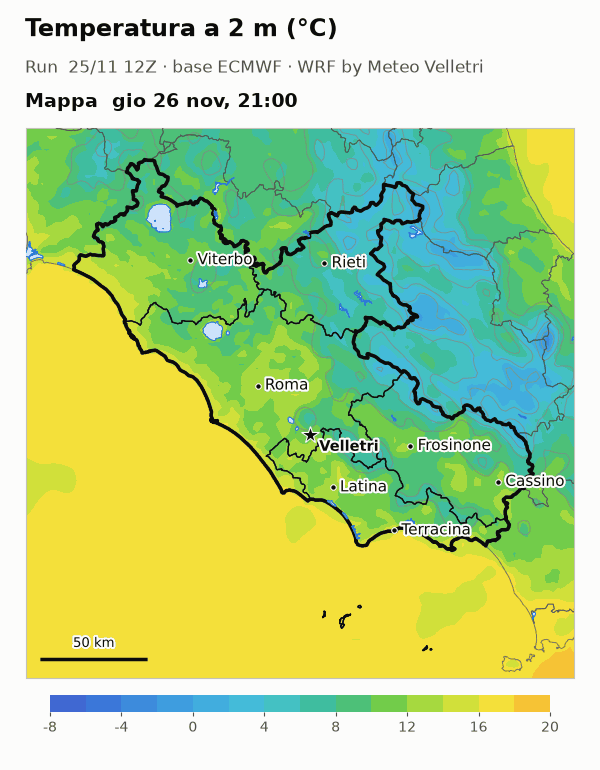 Temperatura a 2 m (°C)
Run  25/11 12Z · base ECMWF · WRF by Meteo Velletri
Mappa  gio 26 nov, 21:00
Viterbo
Rieti
Roma
Velletri
Frosinone
Latina
Cassino
Terracina
50 km
-8 -4 0 4 8 12 16 20